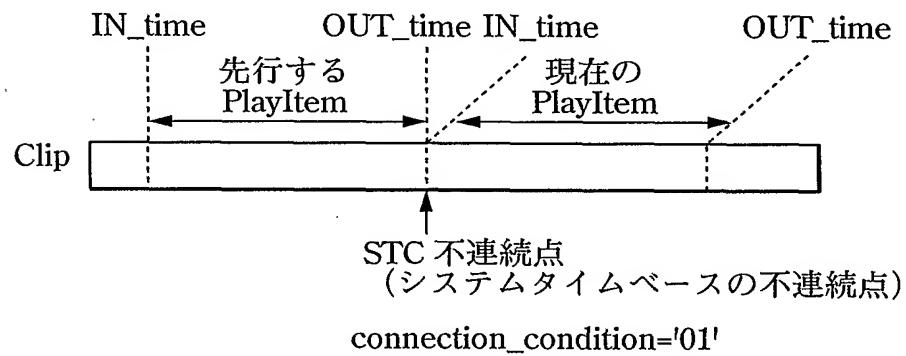 IN_time OUT_time IN_time OUT_time
先行する 現在の
PlayItem PlayItem
Clip
STC 不連続点
(システムタイムベースの不連続点)
connection_condition='01'